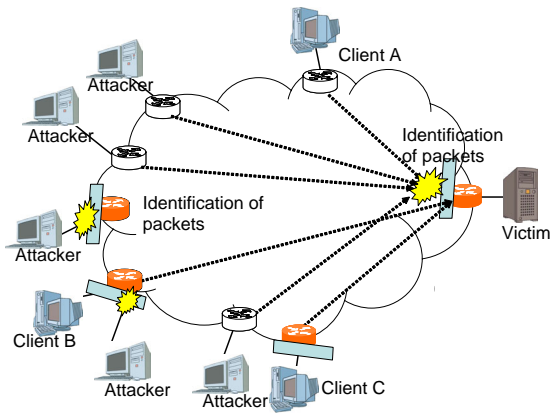 Client A
Attacker
Attacker
Identification
of packets
Identification of
packets
Victim
Attacker
Client B
Attacker
Attacker
Client C